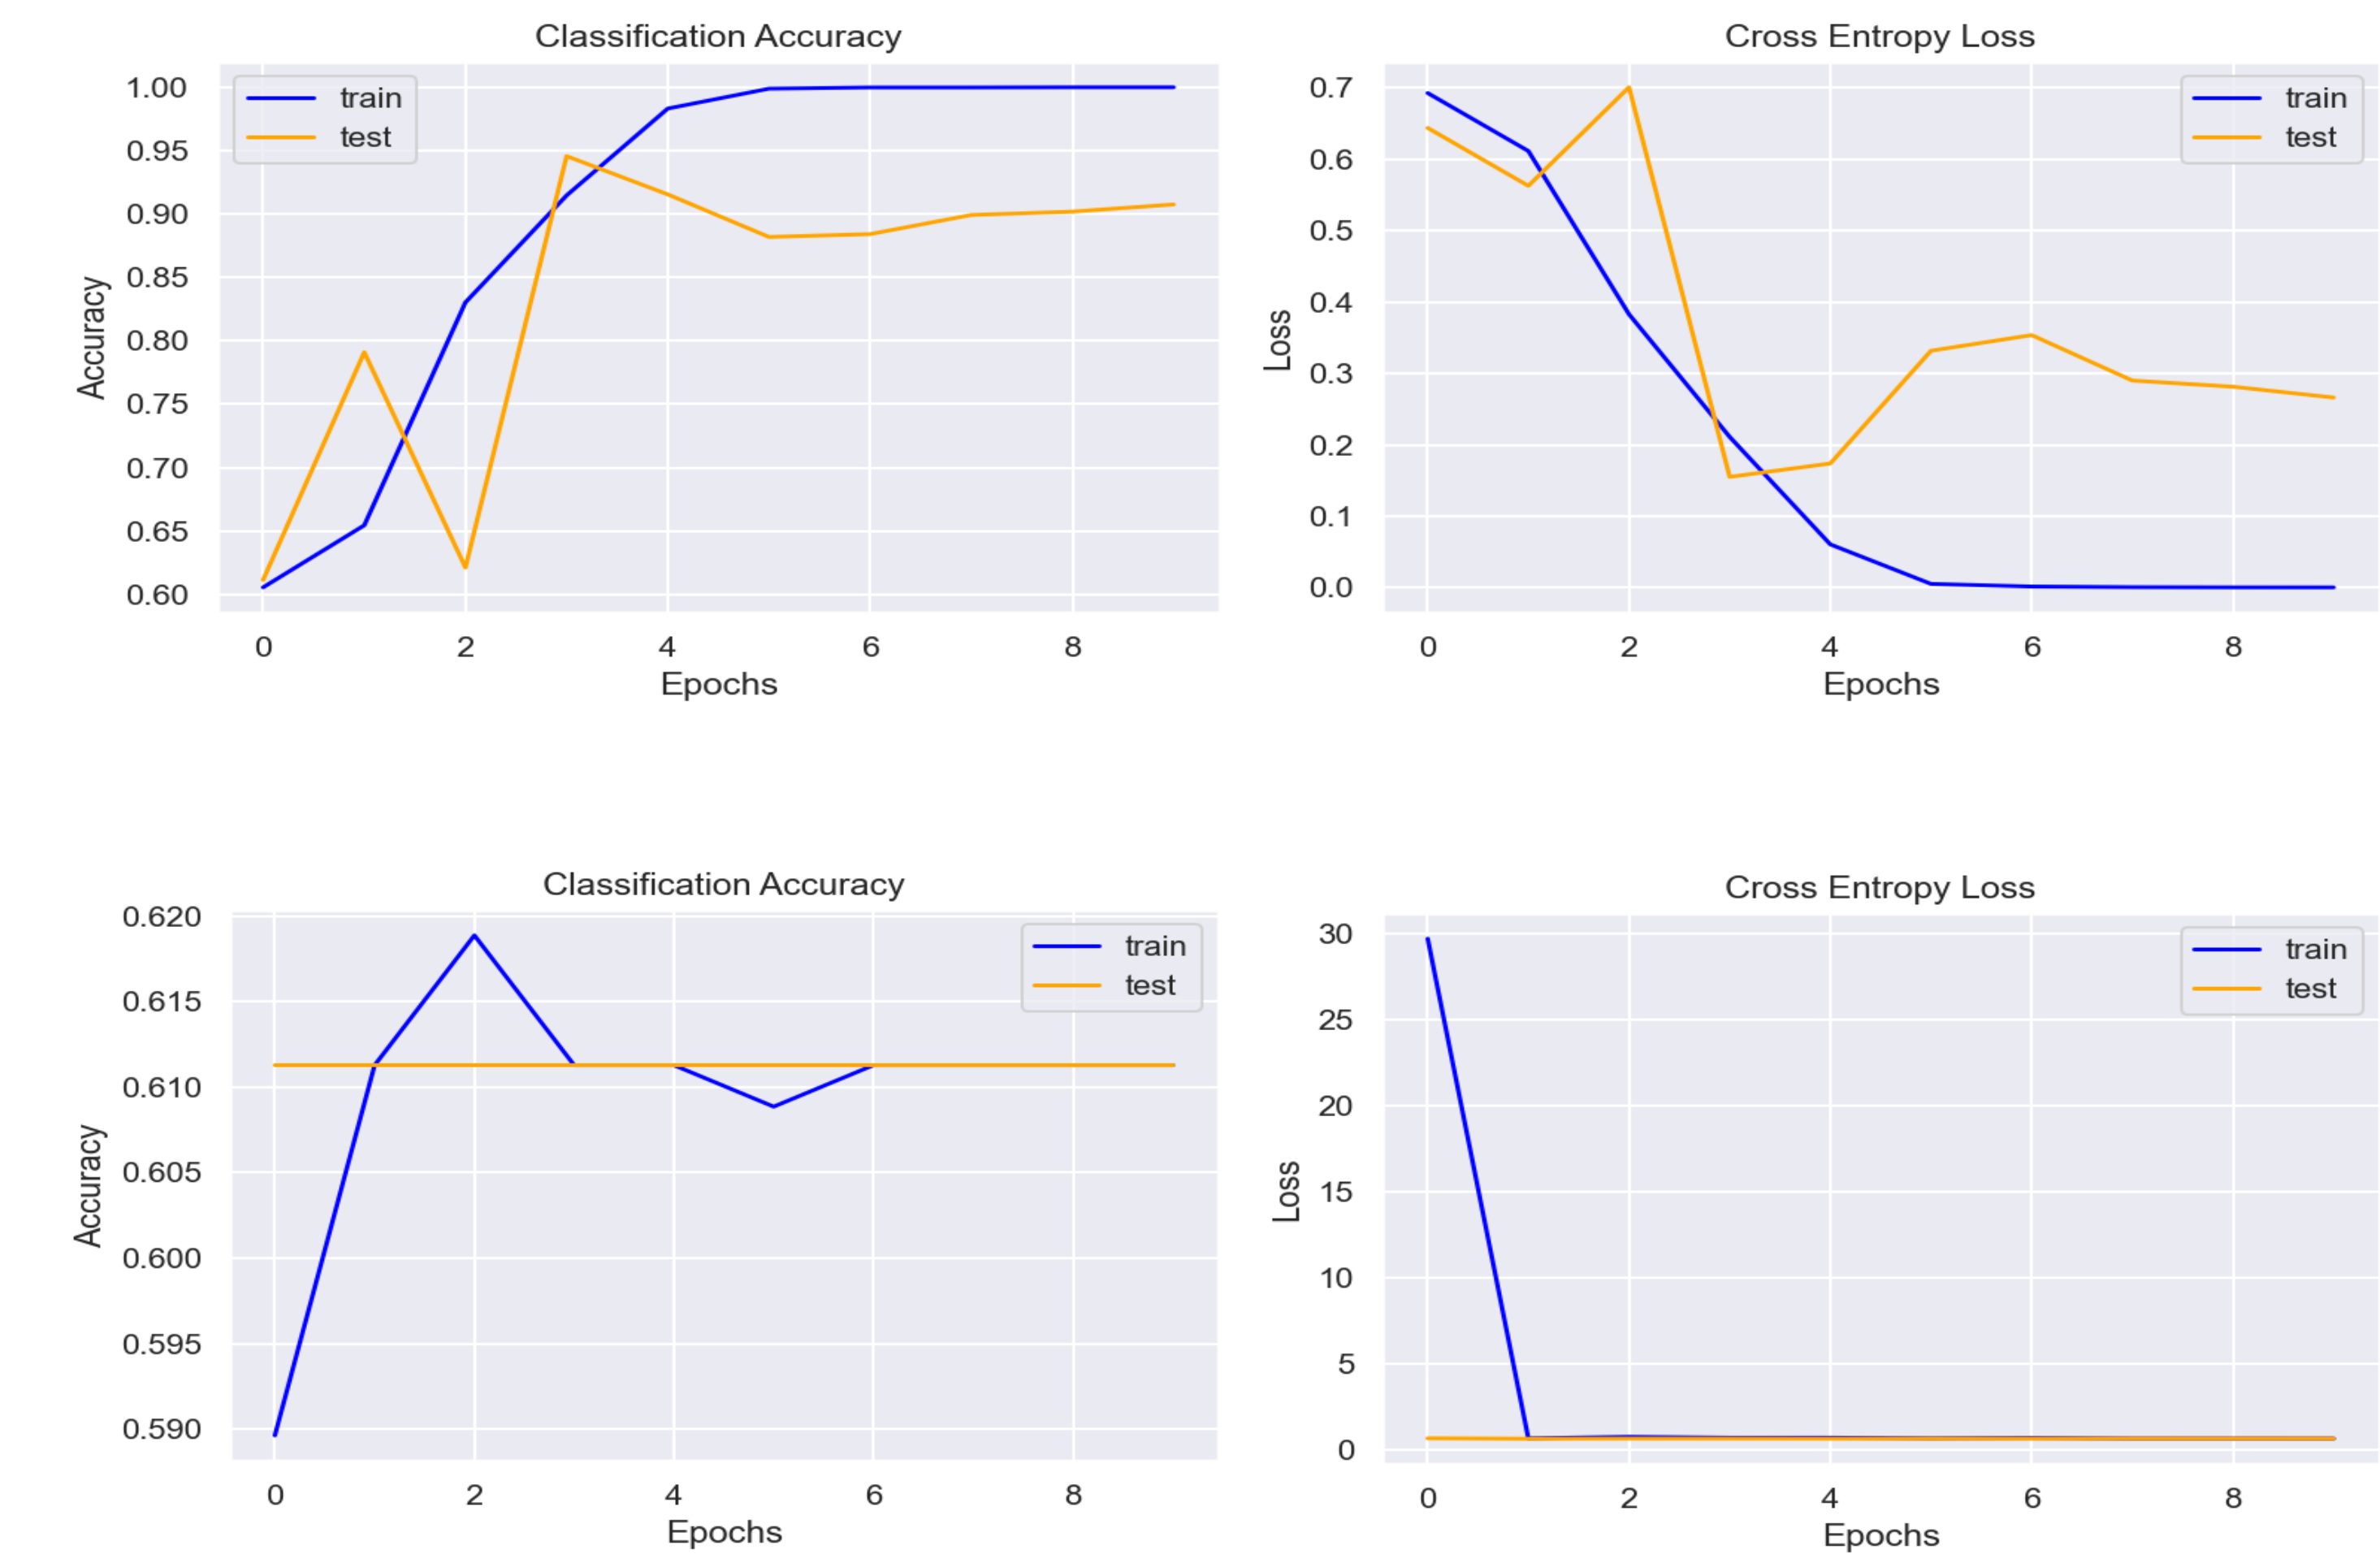 Classification Accuracy
train
test
1.00
0.95
0.90
0.85
0.80
0.75
0.70
0.65
0.60
Accuracy
0 2 4 6 8
Epochs
Cross Entropy Loss
train
test
0.7
0.6
0.5
0.4
0.3
0.2
0.1
0.0
Loss
0 2 4 6 8
Epochs
Classification Accuracy
train
test
0.620
0.615
0.610
0.605
0.600
0.595
0.590
Accuracy
0 2 4 6 8
Epochs
Cross Entropy Loss
train
test
30
25
20
15
10
5
0
Loss
0 2 4 6 8
Epochs